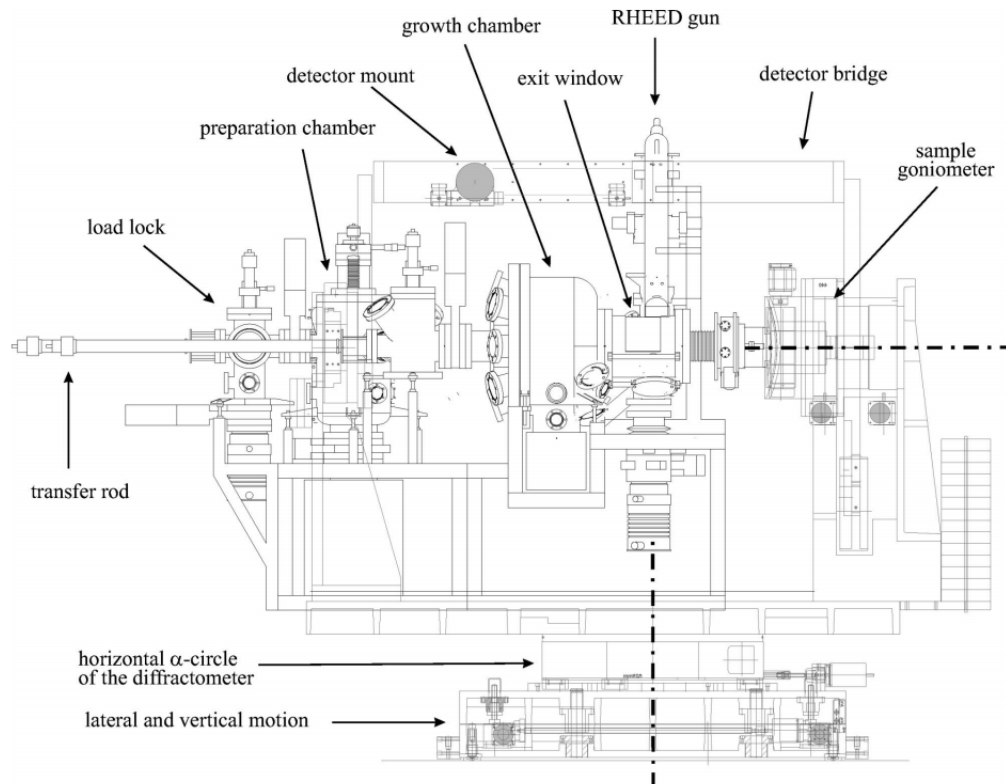 RHEED gun
growth chamber
exit window
detector mount
detector bridge
preparation chamber
sample
goniometer
load lock
transfer rod
horizontal α-circle
of the diffractometer
lateral and vertical motion